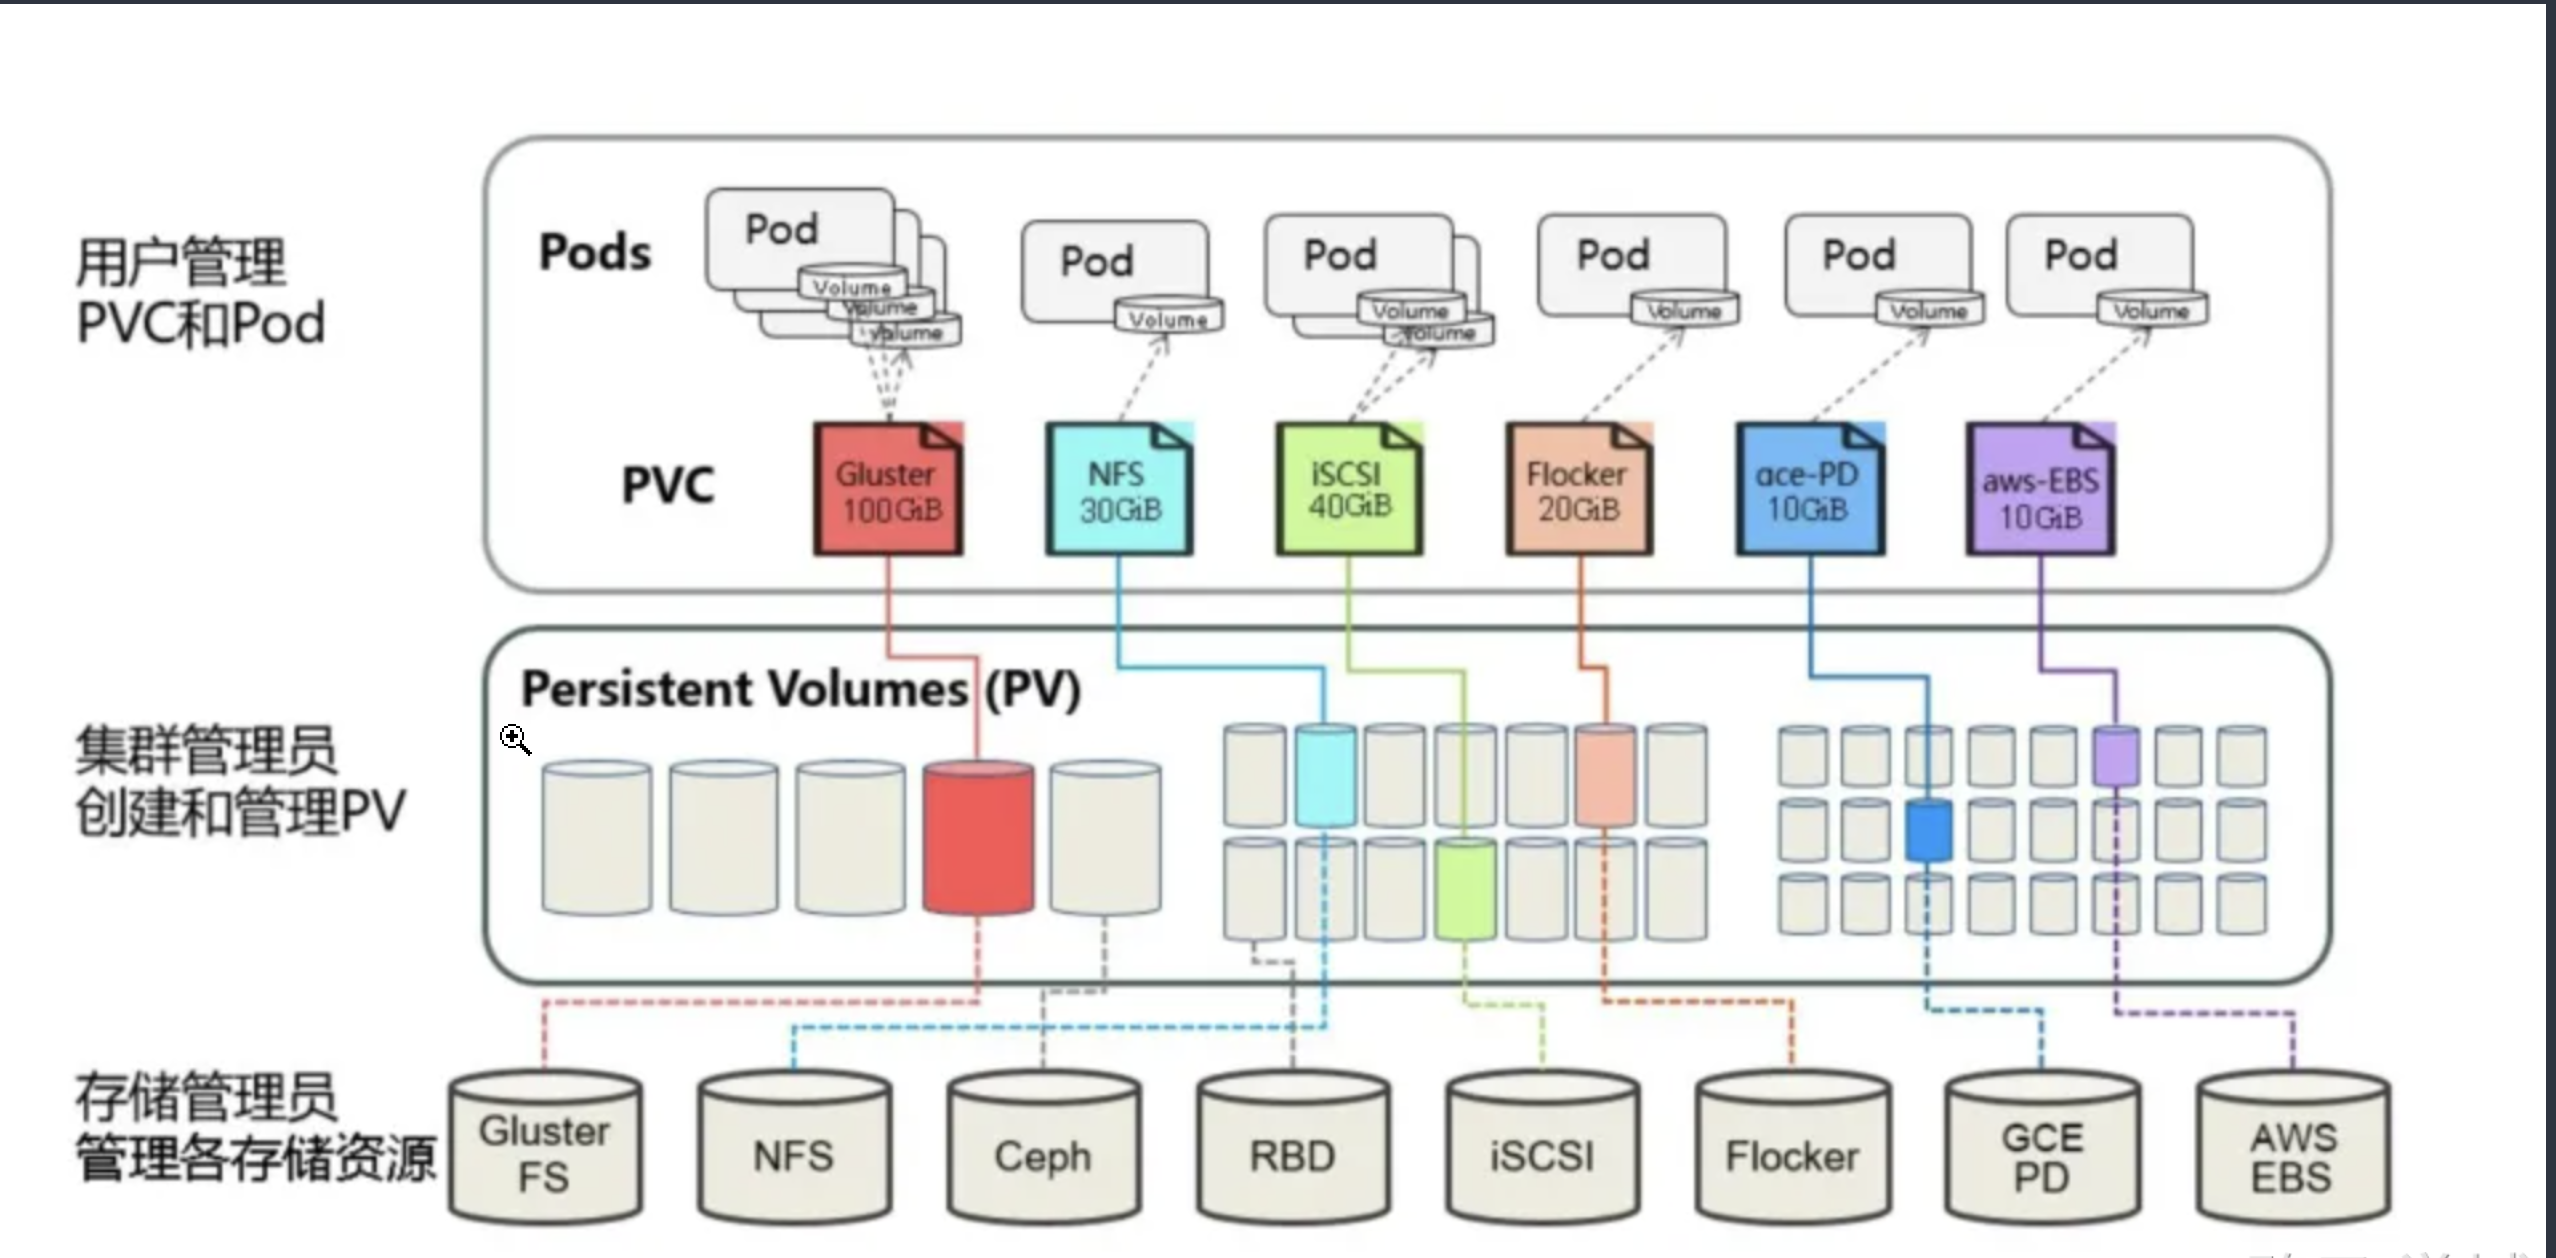 用户管理
PVC和Pod
Pods
Pod
Volume
Volume
Volume
Pod
Volume
Pod
Volume
Volume
Pod
Volume
Pod
Volume
Pod
Volume
PVC
Gluster
100GiB
NFS
30GiB
iSCSI
40GiB
Flocker
20GiB
ace-PD
10GiB
aws-EBS
10GiB
集群管理员
创建和管理PV
Persistent Volumes (PV)
存储管理员
管理各存储资源
Gluster
FS
NFS
Ceph
RBD
iSCSI
Flocker
GCE
PD
AWS
EBS